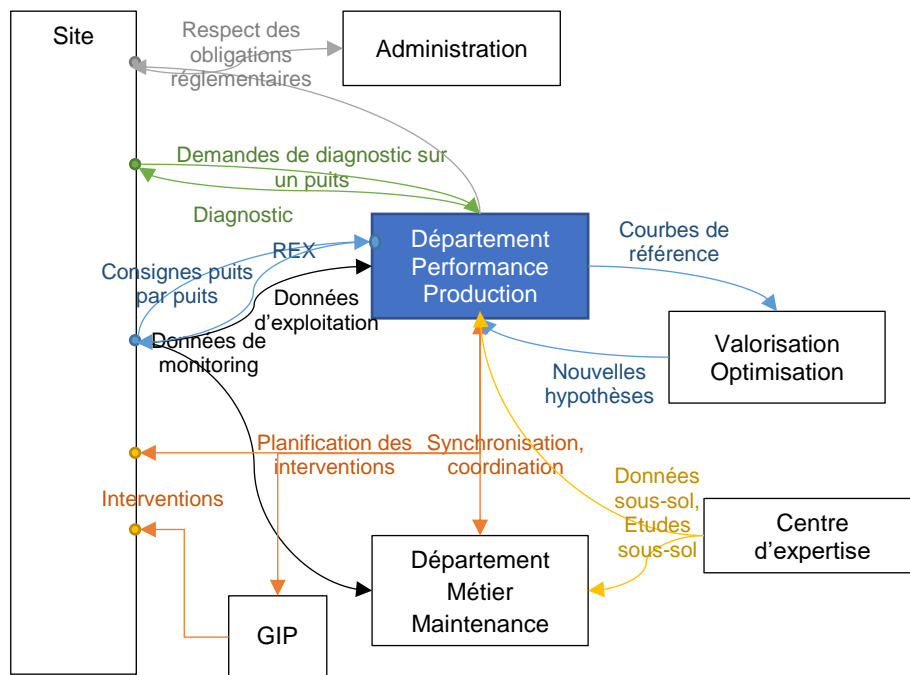 Site
Respect des
obligations
réglementaires
Administration
Demandes de diagnostic sur
un puits
Diagnostic
Département
Performance
Production
Courbes de
référence
REX
Consignes puits
par puits
Données
d’exploitation
Données de
monitoring
Valorisation
Optimisation
Nouvelles
hypothèses
Planification des
interventions
Synchronisation,
coordination
Données
sous-sol,
Etudes
sous-sol
Interventions
Centre
d’expertise
Département
Métier
Maintenance
GIP